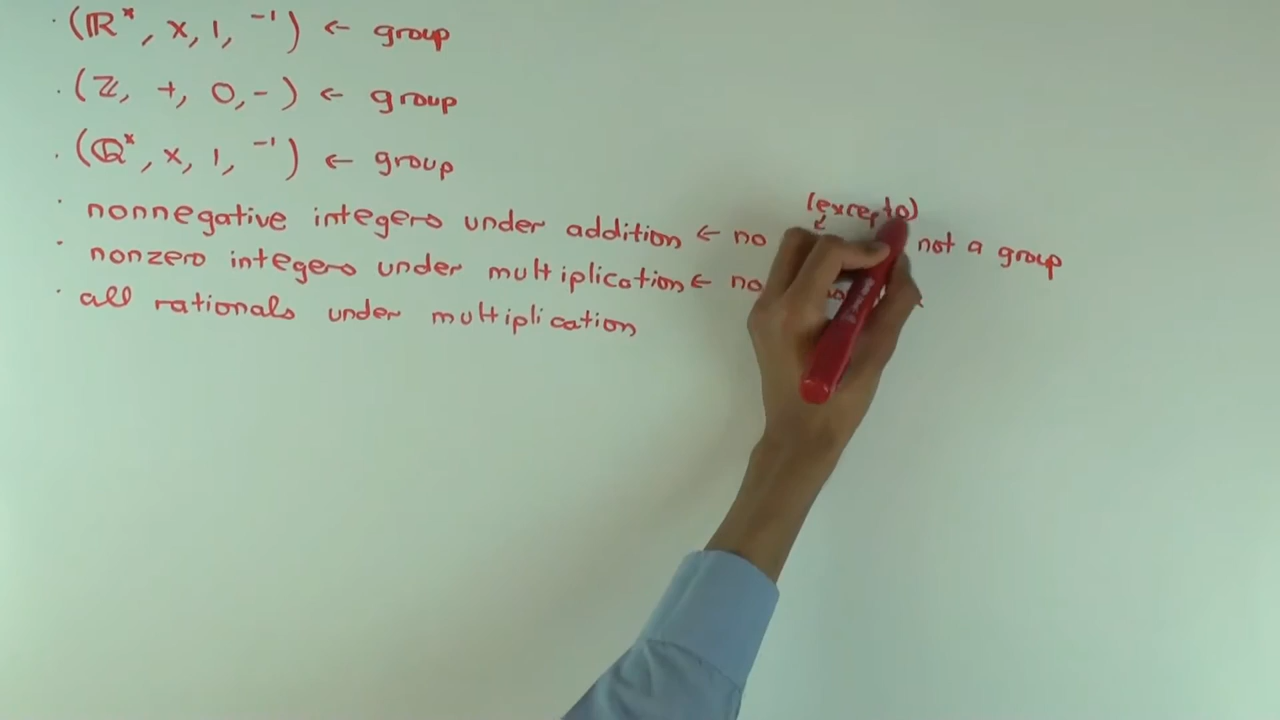 · (ℝ*, ×, 1, ⁻¹) ← group
· (ℤ, +, 0, -) ← group
· (ℚ*, ×, 1, ⁻¹) ← group
(except 0)
· nonnegative integers under addition ← no not a group
· nonzero integers under multiplication ← no
· all rationals under multiplication